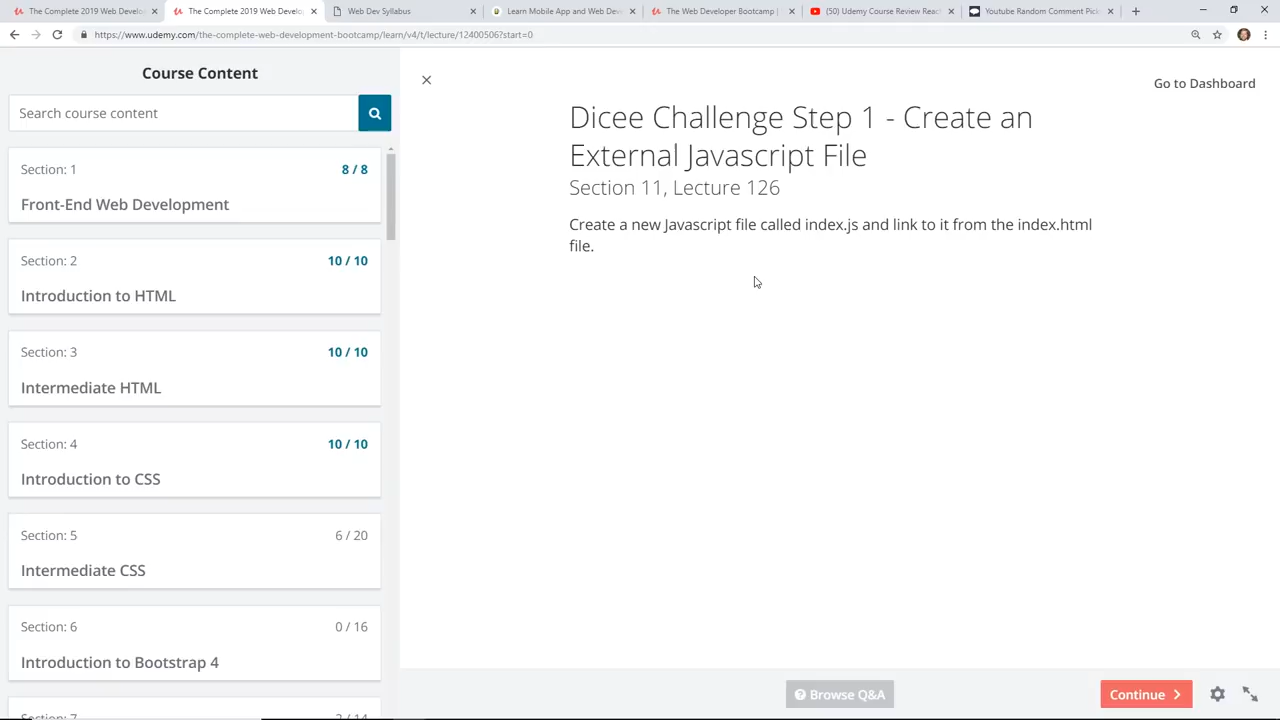 The Complete 2019 Web Develo
The Complete 2019 Web Develo
Web Dev Syllabus
Learn Mobile App and Web Dev
The Web Developer Bootcamp |
(50) Udemy Course Review Rea
Youtube Random Comment Pick
https://www.udemy.com/the-complete-web-development-bootcamp/learn/v4/t/lecture/12400506?start=0
Course Content
Search course content
Section: 1 8 / 8
Front-End Web Development
Section: 2 10 / 10
Introduction to HTML
Section: 3 10 / 10
Intermediate HTML
Section: 4 10 / 10
Introduction to CSS
Section: 5 6 / 20
Intermediate CSS
Section: 6 0 / 16
Introduction to Bootstrap 4
Go to Dashboard
Dicee Challenge Step 1 - Create an
External Javascript File
Section 11, Lecture 126
Create a new Javascript file called index.js and link to it from the index.html
file.
Browse Q&A
Continue